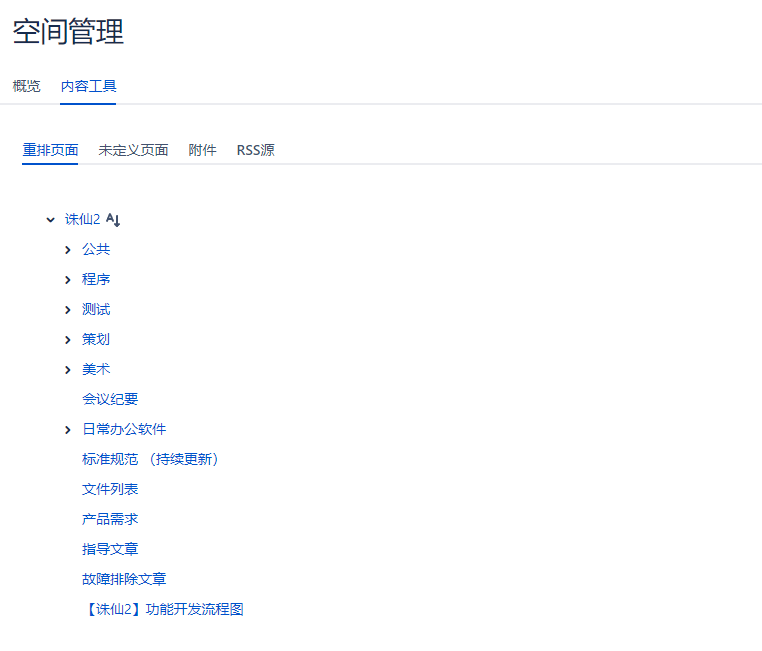 空间管理
概览 内容工具
重排页面 未定义页面 附件 RSS源
诛仙2
公共
程序
测试
策划
美术
会议纪要
日常办公软件
标准规范 （持续更新）
文件列表
产品需求
指导文章
故障排除文章
【诛仙2】功能开发流程图